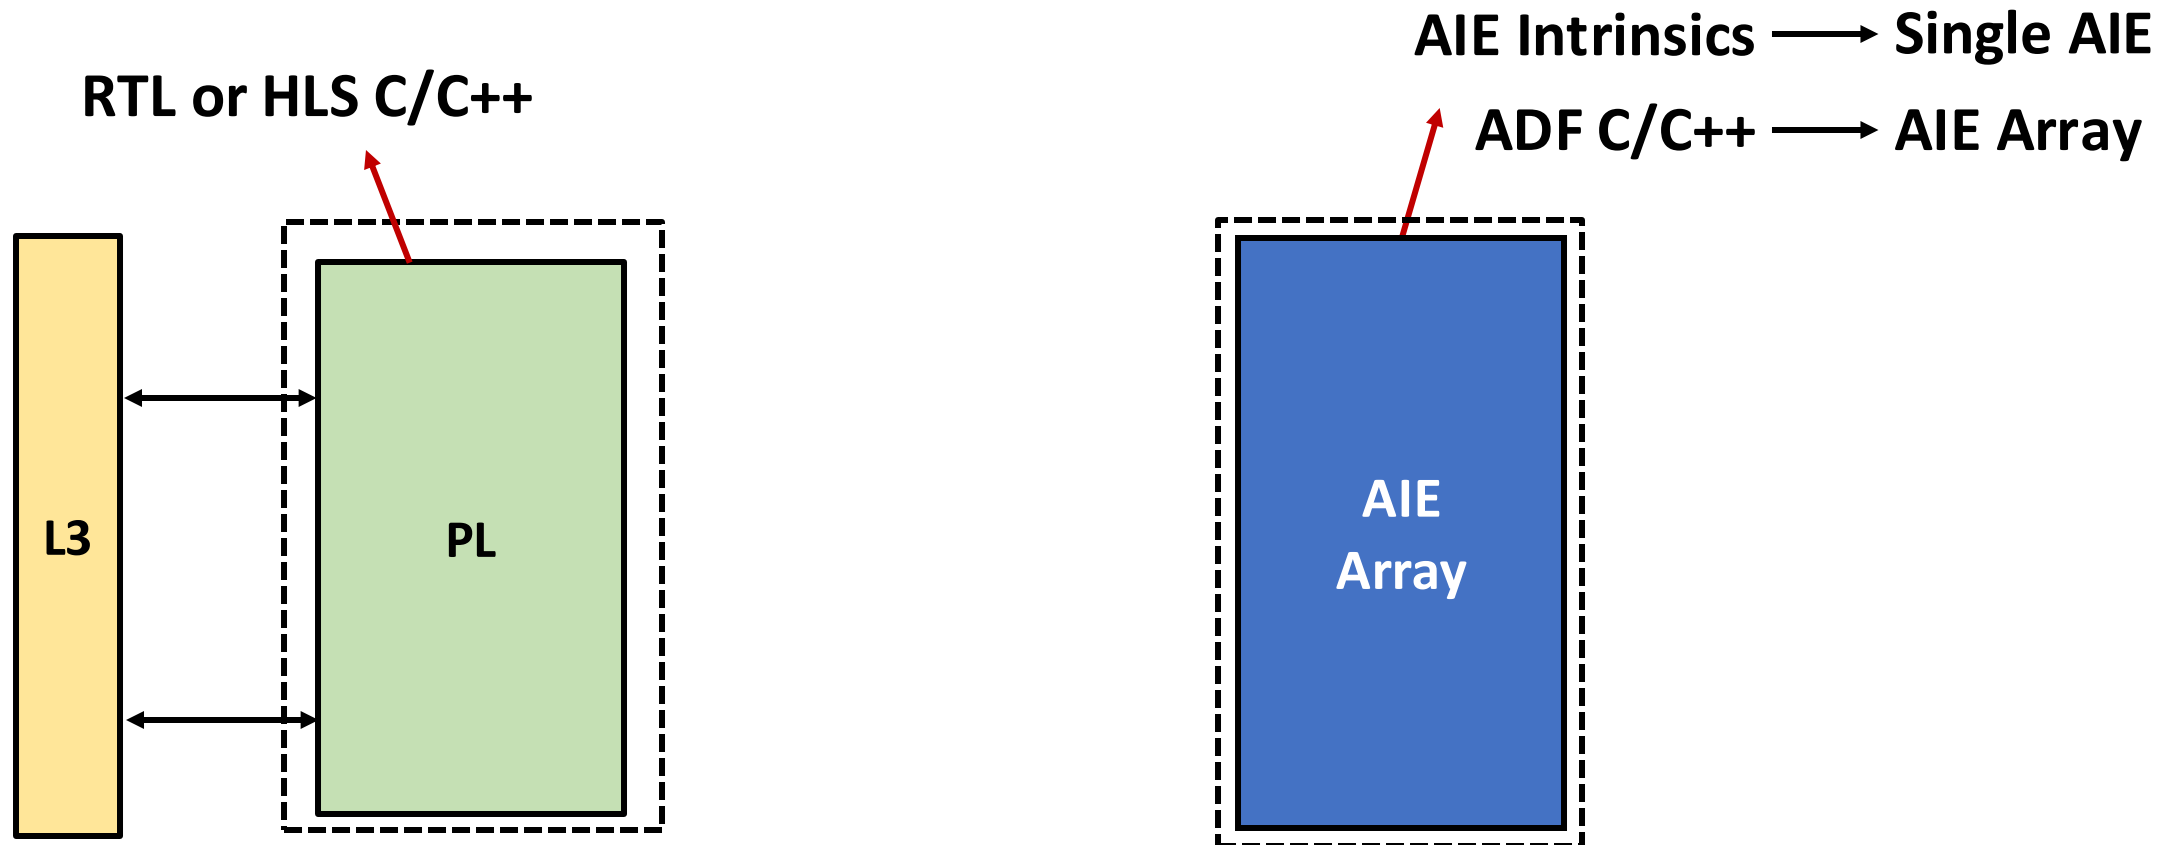 AIE Intrinsics Single AIE
RTL or HLS C/C++
ADF C/C++ AIE Array
L3
PL
AIE
Array